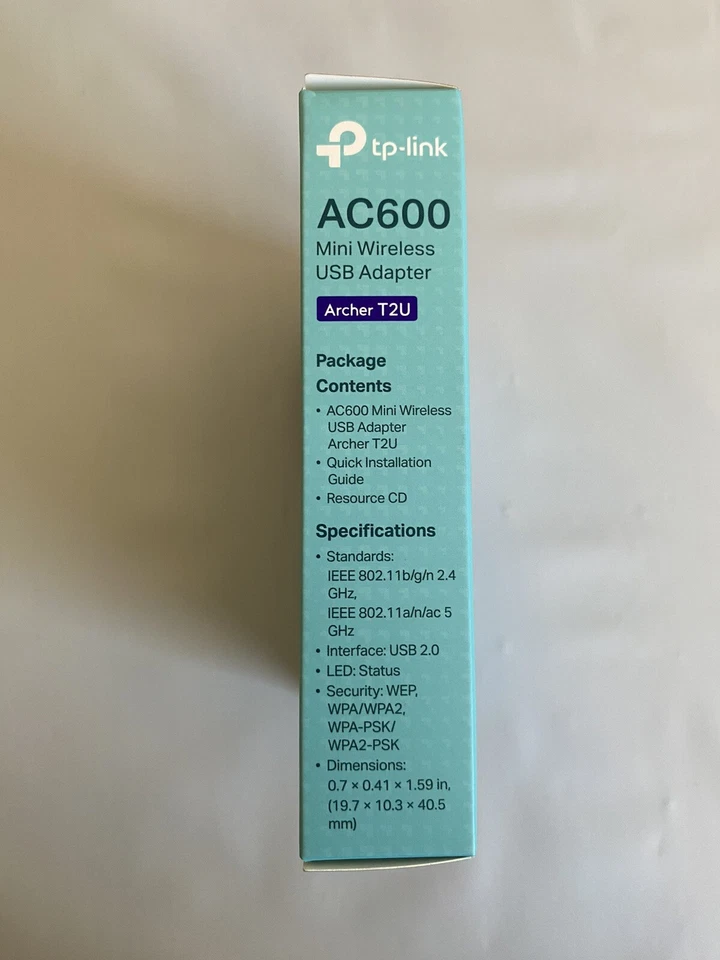 tp-link
AC600
Mini Wireless
USB Adapter
Archer T2U
Package
Contents
• AC600 Mini Wireless
USB Adapter
Archer T2U
• Quick Installation
Guide
• Resource CD
Specifications
• Standards:
IEEE 802.11b/g/n 2.4
GHz,
IEEE 802.11a/n/ac 5
GHz
• Interface: USB 2.0
• LED: Status
• Security: WEP,
WPA/WPA2,
WPA-PSK/
WPA2-PSK
• Dimensions:
0.7 × 0.41 × 1.59 in,
(19.7 × 10.3 × 40.5
mm)